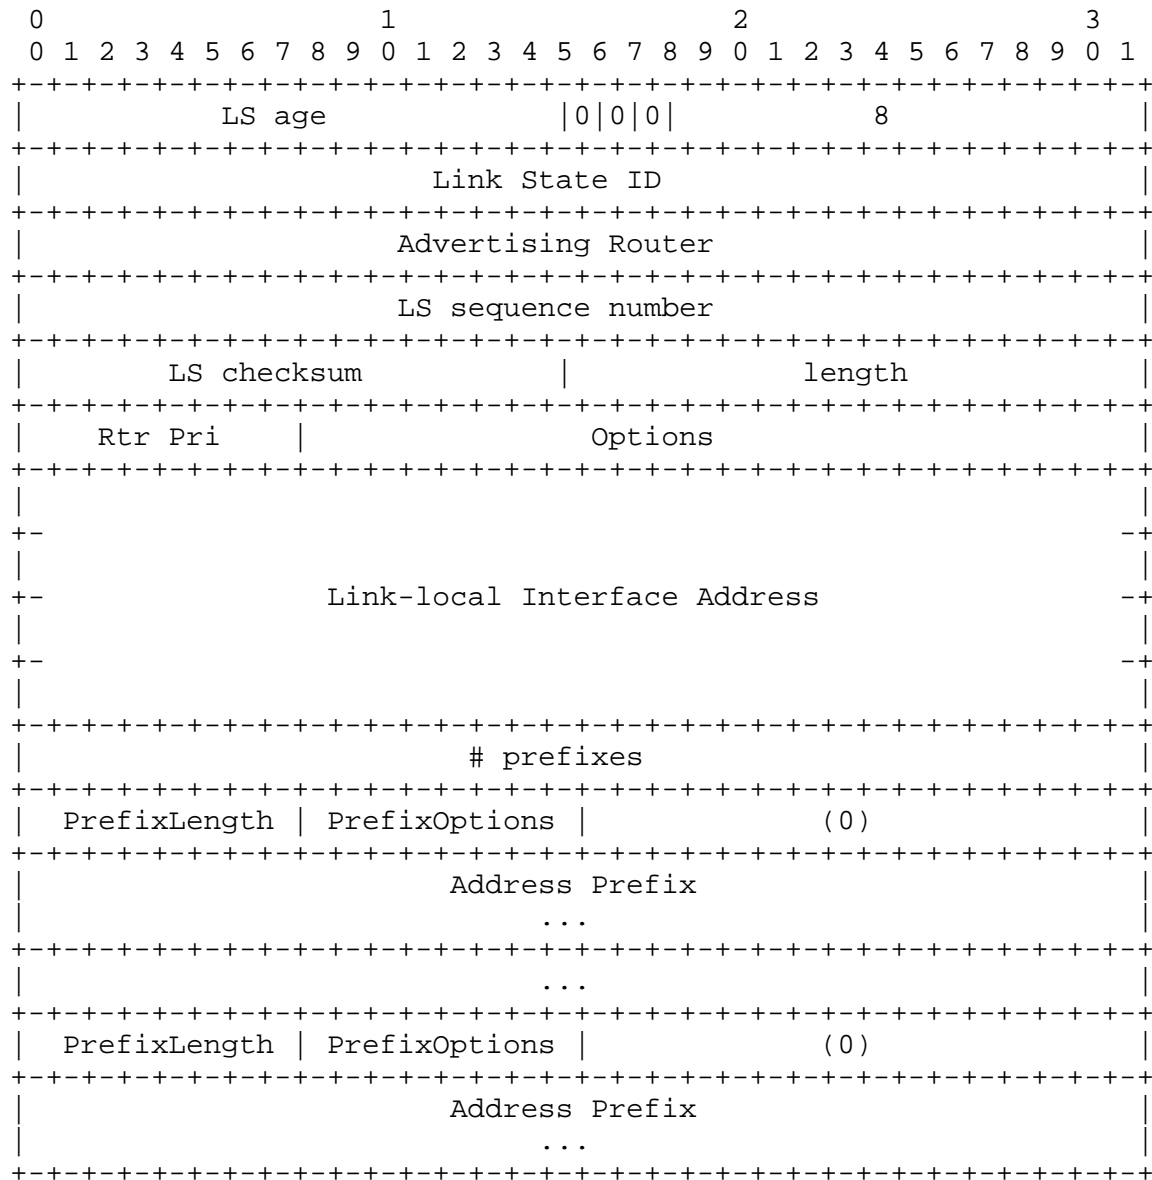 0                   1                   2                   3
 0 1 2 3 4 5 6 7 8 9 0 1 2 3 4 5 6 7 8 9 0 1 2 3 4 5 6 7 8 9 0 1
+-+-+-+-+-+-+-+-+-+-+-+-+-+-+-+-+-+-+-+-+-+-+-+-+-+-+-+-+-+-+-+-+
|           LS age             |0|0|0|           8              |
+-+-+-+-+-+-+-+-+-+-+-+-+-+-+-+-+-+-+-+-+-+-+-+-+-+-+-+-+-+-+-+-+
|                       Link State ID                           |
+-+-+-+-+-+-+-+-+-+-+-+-+-+-+-+-+-+-+-+-+-+-+-+-+-+-+-+-+-+-+-+-+
|                     Advertising Router                        |
+-+-+-+-+-+-+-+-+-+-+-+-+-+-+-+-+-+-+-+-+-+-+-+-+-+-+-+-+-+-+-+-+
|                     LS sequence number                        |
+-+-+-+-+-+-+-+-+-+-+-+-+-+-+-+-+-+-+-+-+-+-+-+-+-+-+-+-+-+-+-+-+
|        LS checksum           |             length             |
+-+-+-+-+-+-+-+-+-+-+-+-+-+-+-+-+-+-+-+-+-+-+-+-+-+-+-+-+-+-+-+-+
|    Rtr Pri    |                Options                        |
+-+-+-+-+-+-+-+-+-+-+-+-+-+-+-+-+-+-+-+-+-+-+-+-+-+-+-+-+-+-+-+-+
|                                                               |
+-                                                             -+
|                                                               |
+-                Link-local Interface Address                 -+
|                                                               |
+-                                                             -+
|                                                               |
+-+-+-+-+-+-+-+-+-+-+-+-+-+-+-+-+-+-+-+-+-+-+-+-+-+-+-+-+-+-+-+-+
|                         # prefixes                            |
+-+-+-+-+-+-+-+-+-+-+-+-+-+-+-+-+-+-+-+-+-+-+-+-+-+-+-+-+-+-+-+-+
|  PrefixLength | PrefixOptions |             (0)               |
+-+-+-+-+-+-+-+-+-+-+-+-+-+-+-+-+-+-+-+-+-+-+-+-+-+-+-+-+-+-+-+-+
|                        Address Prefix                         |
|                             ...                               |
+-+-+-+-+-+-+-+-+-+-+-+-+-+-+-+-+-+-+-+-+-+-+-+-+-+-+-+-+-+-+-+-+
|                             ...                               |
+-+-+-+-+-+-+-+-+-+-+-+-+-+-+-+-+-+-+-+-+-+-+-+-+-+-+-+-+-+-+-+-+
|  PrefixLength | PrefixOptions |             (0)               |
+-+-+-+-+-+-+-+-+-+-+-+-+-+-+-+-+-+-+-+-+-+-+-+-+-+-+-+-+-+-+-+-+
|                        Address Prefix                         |
|                             ...                               |
+-+-+-+-+-+-+-+-+-+-+-+-+-+-+-+-+-+-+-+-+-+-+-+-+-+-+-+-+-+-+-+-+